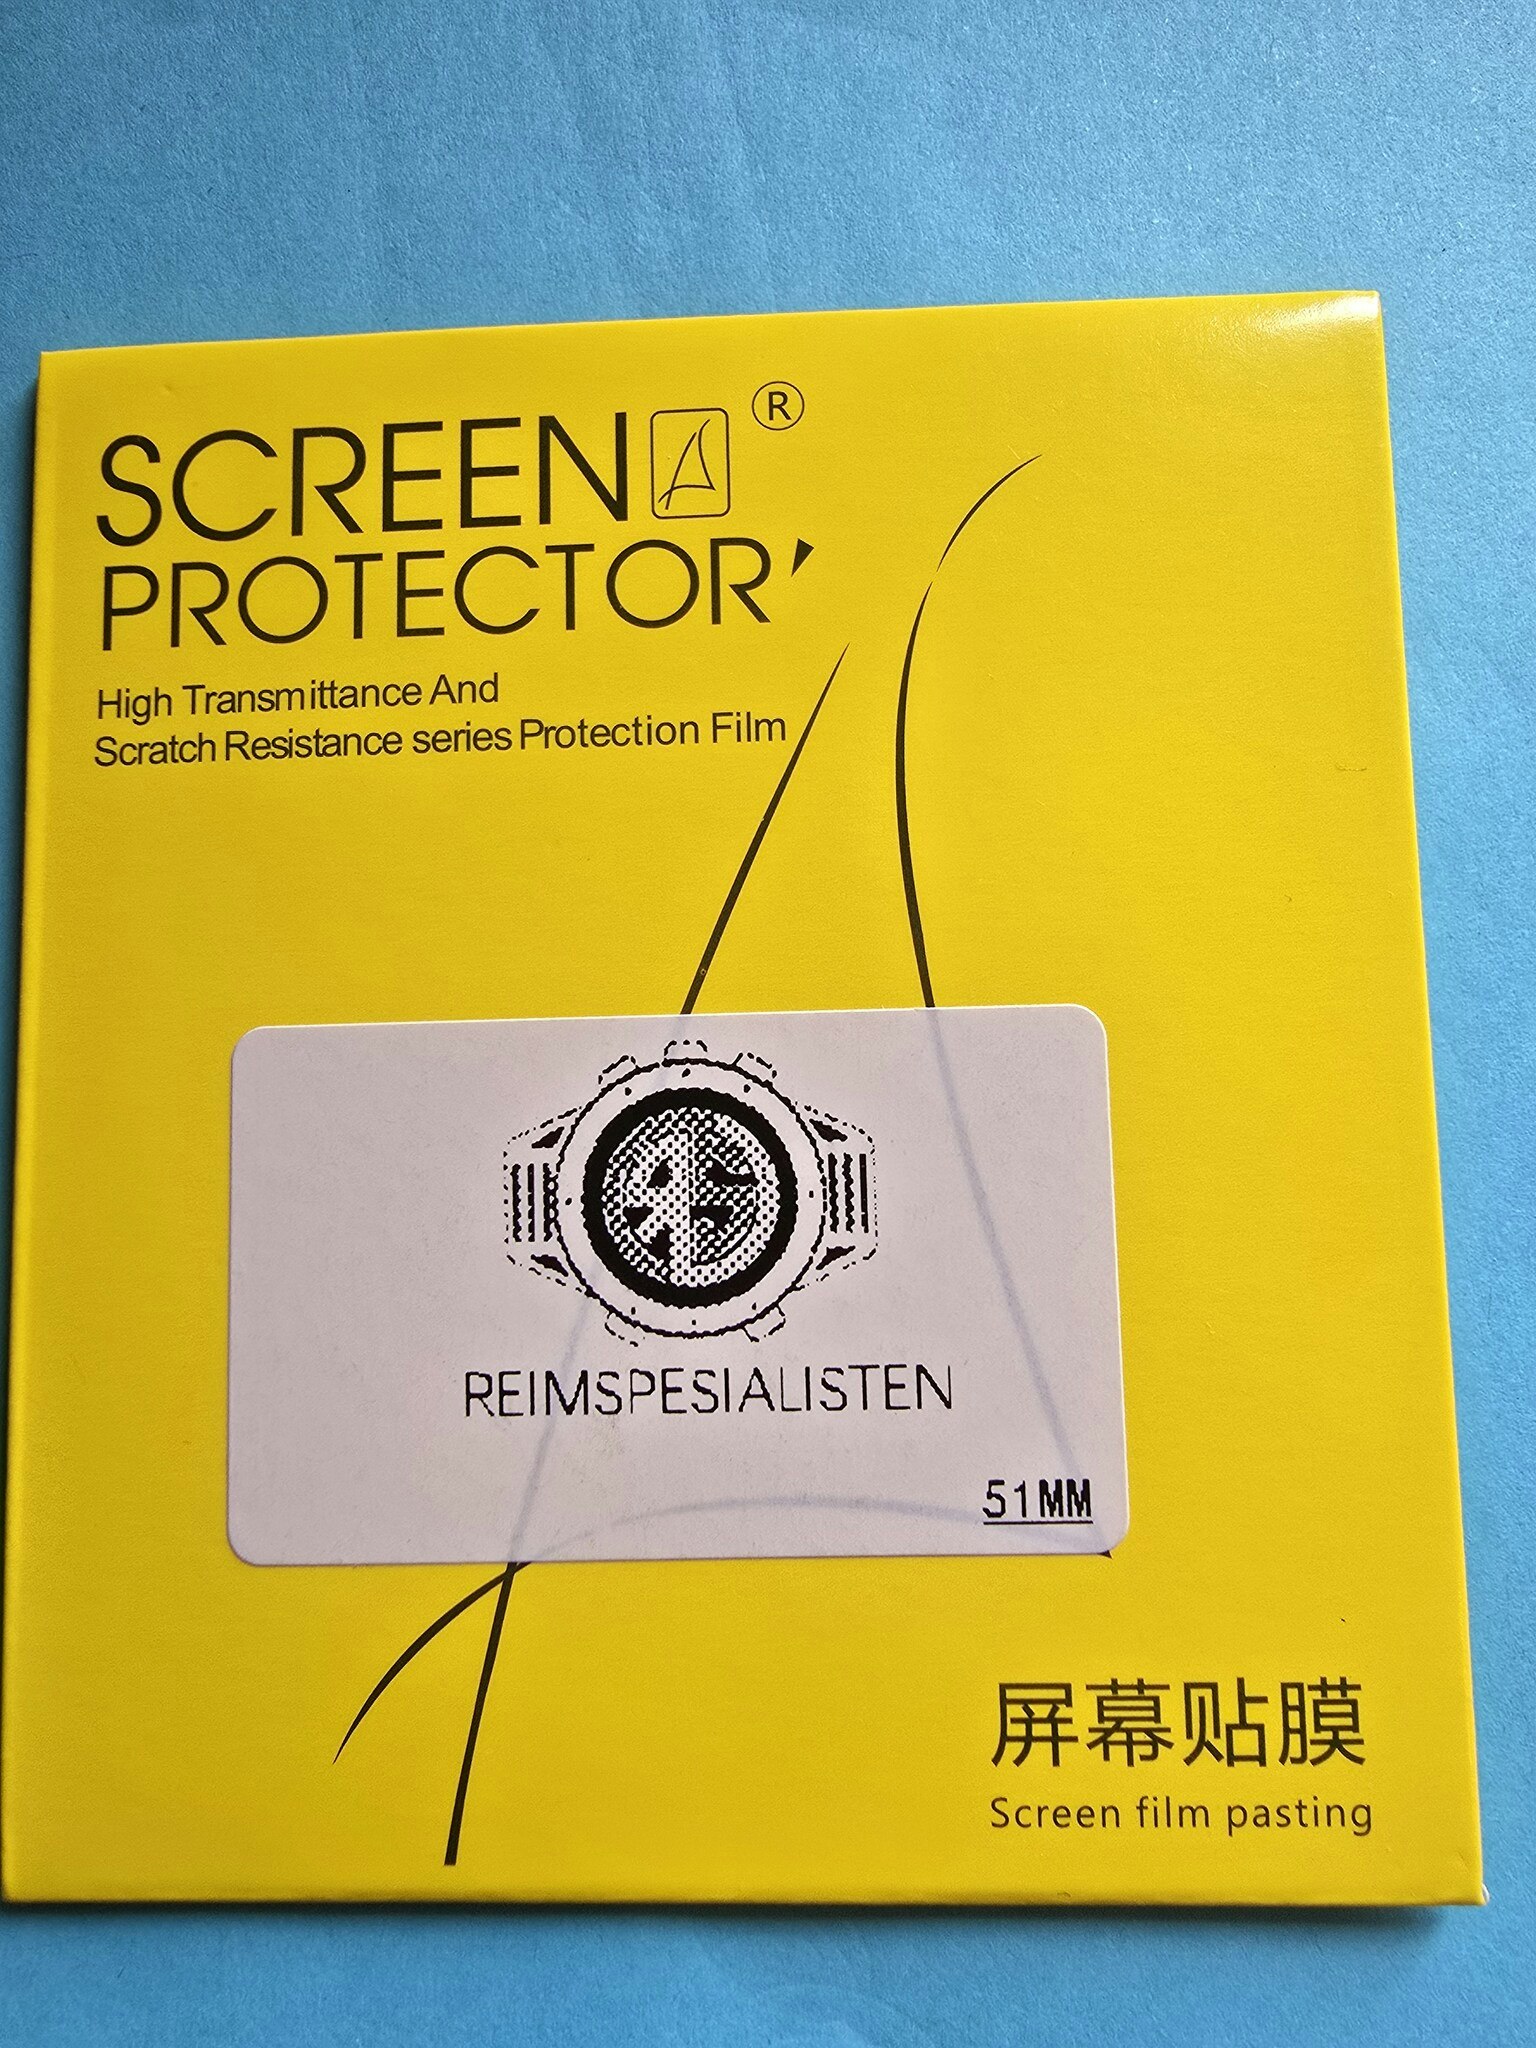 SCREEN A ®
PROTECTOR'
High Transmittance And
Scratch Resistance series Protection Film
REIMSPESIALISTEN
51MM
屏幕贴膜
Screen film pasting